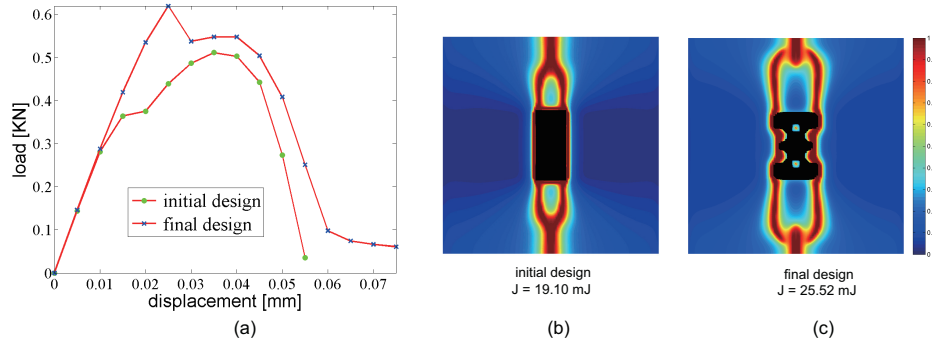 0.6
0.5
0.4
0.3
0.2
0.1
0
load [KN]
initial design
final design
0 0.01 0.02 0.03 0.04 0.05 0.06 0.07
displacement [mm]
(a)
initial design
J = 19.10 mJ
(b)
final design
J = 25.52 mJ
(c)
1
0